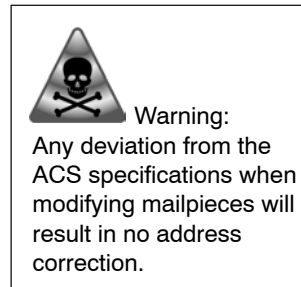 Warning:
Any deviation from the
ACS specifications when
modifying mailpieces will
result in no address
correction.